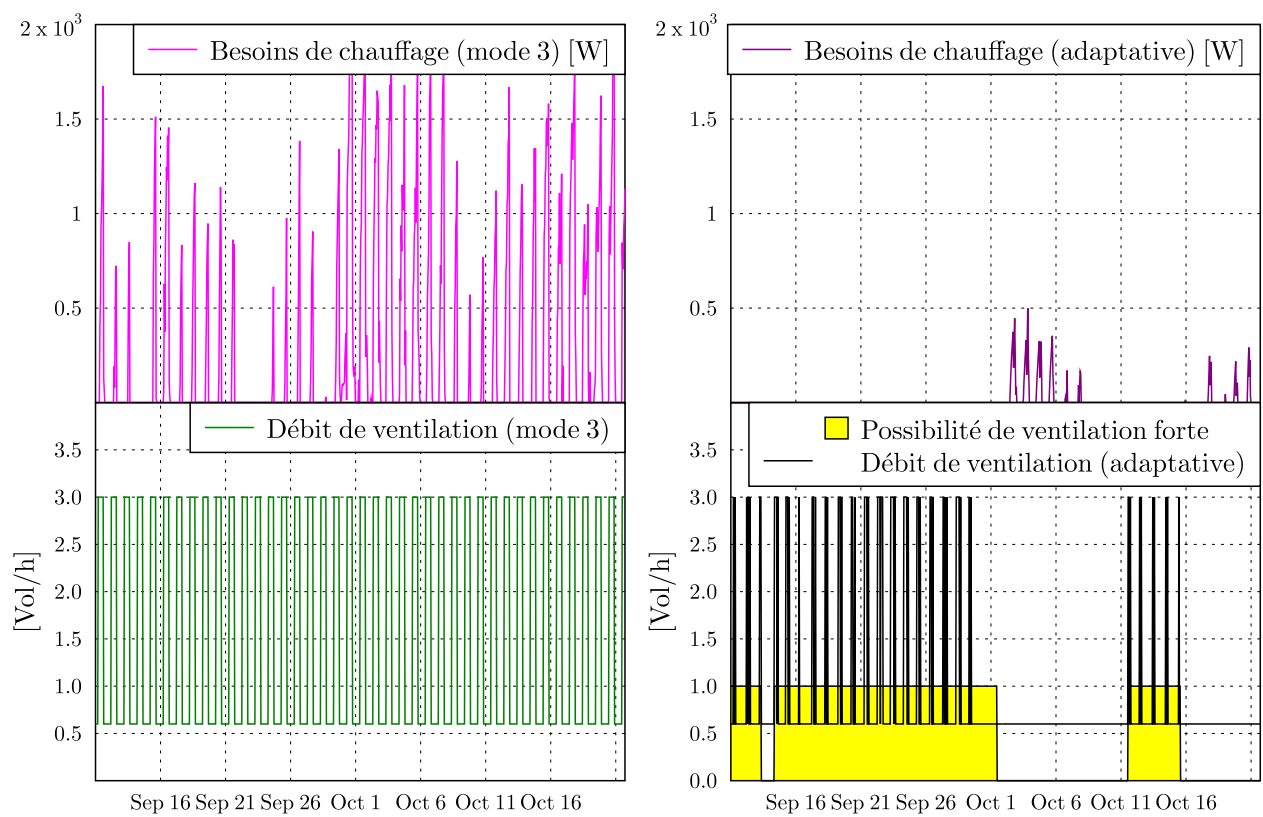 2 x 10³
Besoins de chauffage (mode 3) [W]
1.5
1
0.5
2 x 10³
Besoins de chauffage (adaptative) [W]
1.5
1
0.5
Débit de ventilation (mode 3)
3.5
3.0
2.5
2.0
1.5
1.0
0.5
[Vol/h]
Sep 16 Sep 21 Sep 26 Oct 1 Oct 6 Oct 11 Oct 16
Possibilité de ventilation forte
Débit de ventilation (adaptative)
3.5
3.0
2.5
2.0
1.5
1.0
0.5
0.0
[Vol/h]
Sep 16 Sep 21 Sep 26 Oct 1 Oct 6 Oct 11 Oct 16